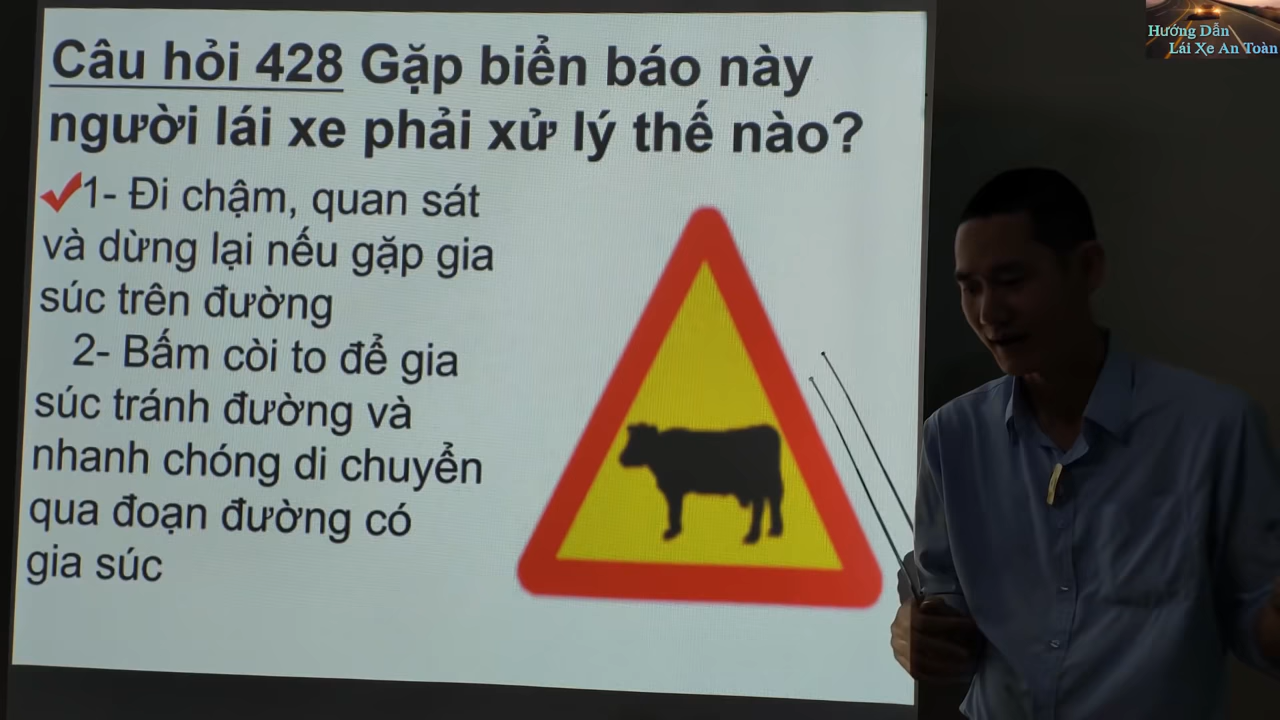 Hướng Dẫn
Lái Xe An Toàn
Câu hỏi 428 Gặp biển báo này
người lái xe phải xử lý thế nào?
1- Đi chậm, quan sát
và dừng lại nếu gặp gia
súc trên đường
2- Bấm còi to để gia
súc tránh đường và
nhanh chóng di chuyển
qua đoạn đường có
gia súc